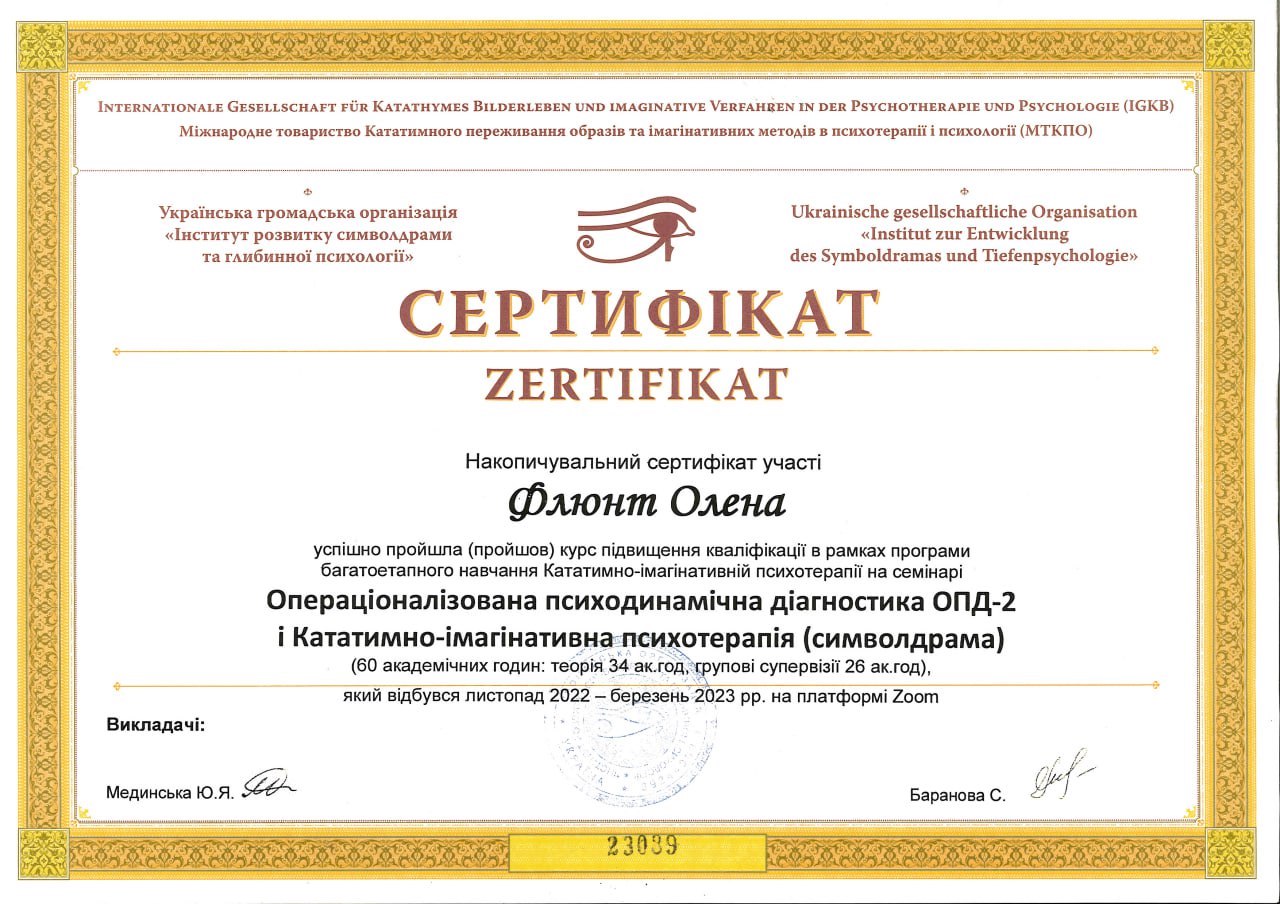 INTERNATIONALE GESELLSCHAFT FÜR KATATHYMES BILDERLEBEN UND IMAGINATIVE VERFAHREN IN DER PSYCHOTHERAPIE UND PSYCHOLOGIE (IGKB)
Міжнародне товариство Кататимного переживання образів та імагінативних методів в психотерапії і психології (МТКПО)
Українська громадська організація
«Інститут розвитку символдрами
та глибинної психології»
Ukrainische gesellschaftliche Organisation
«Institut zur Entwicklung
des Symboldramas und Tiefenpsychologie»
СЕРТИФІКАТ
ZERTIFIKAT
Накопичувальний сертифікат участі
Флюнт Олена
успішно пройшла (пройшов) курс підвищення кваліфікації в рамках програми
багатоетапного навчання Кататимно-імагінативній психотерапії на семінарі
Операціоналізована психодинамічна діагностика ОПД-2
і Кататимно-імагінативна психотерапія (символдрама)
(60 академічних годин: теорія 34 ак.год, групові супервізії 26 ак.год),
який відбувся листопад 2022 – березень 2023 рр. на платформі Zoom
Викладачі:
Мединська Ю.Я.
Баранова С.
23039